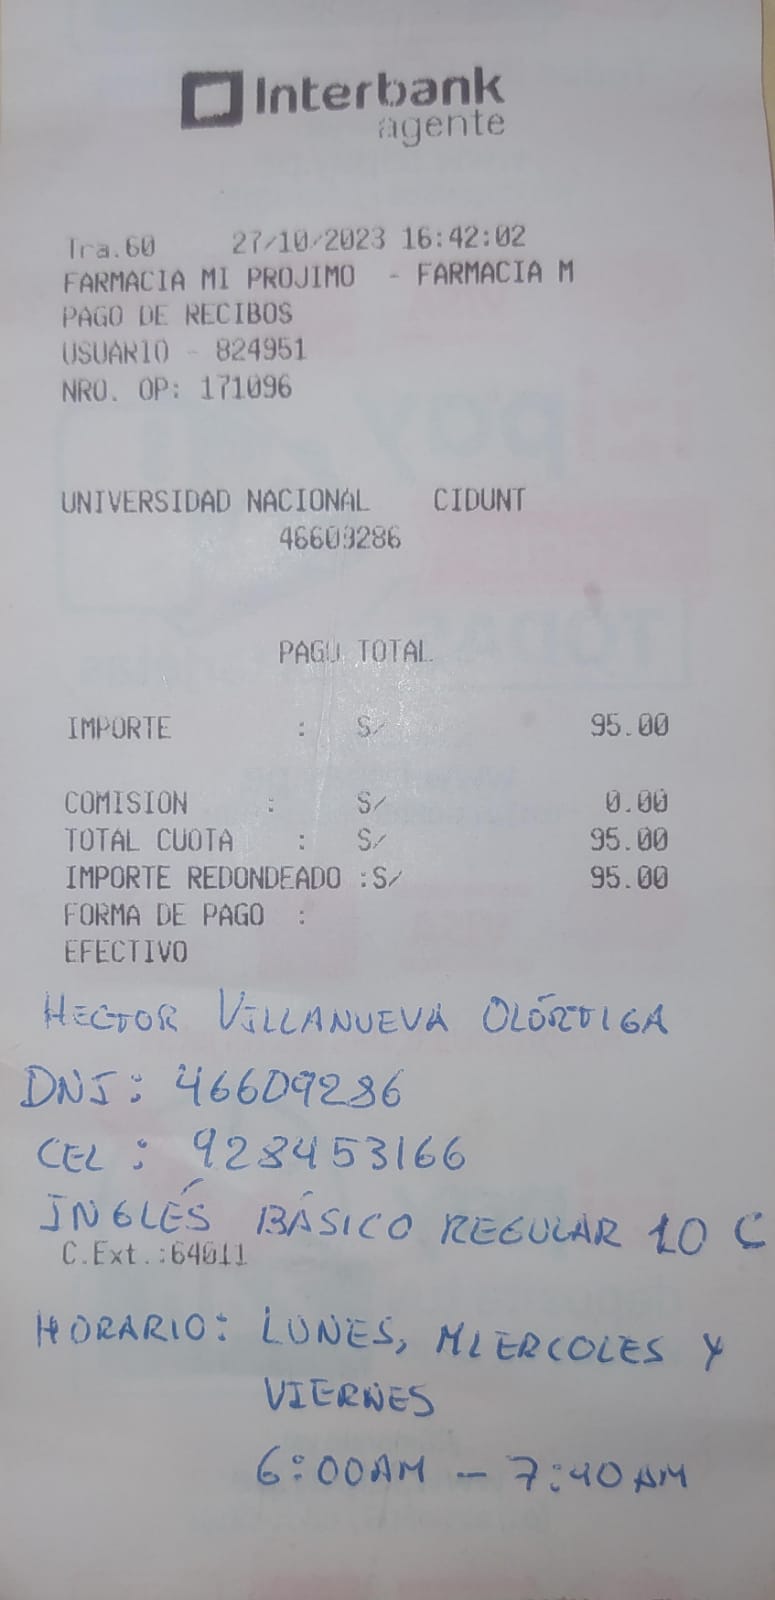 Interbank
agente
Tra.60 27/10/2023 16:42:02
FARMACIA MI PROJIMO - FARMACIA M
PAGO DE RECIBOS
USUARIO - 824951
NRO. OP: 171096
UNIVERSIDAD NACIONAL CIDUNT
46609286
PAGO TOTAL
IMPORTE : S/ 95.00
COMISION : S/ 0.00
TOTAL CUOTA : S/ 95.00
IMPORTE REDONDEADO :S/ 95.00
FORMA DE PAGO :
EFECTIVO
HECTOR VILLANUEVA OLÓRTIGA
DNI: 46609286
CEL : 928453166
INGLÉS BÁSICO REGULAR 10 C
C.Ext.:64011
HORARIO: LUNES, MIERCOLES Y
VIERNES
6:00AM - 7:40AM